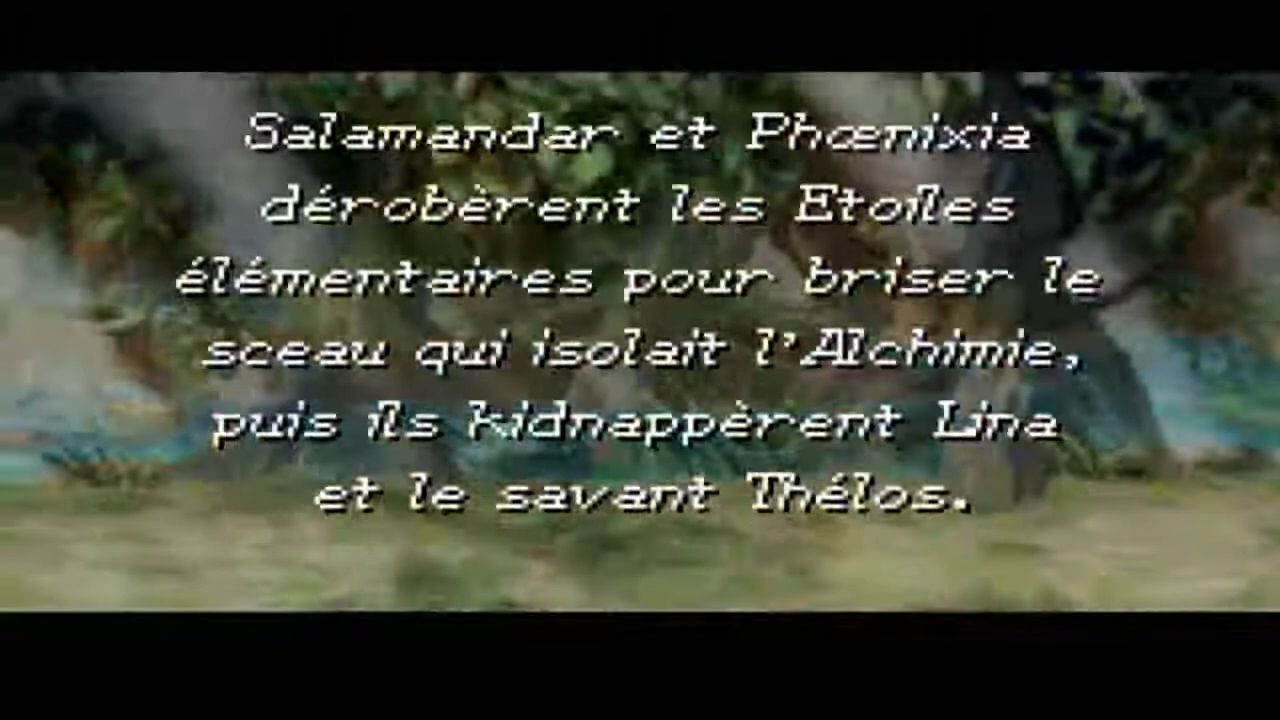 Salamandar et Phœnixia
dérobèrent les Etoiles
élémentaires pour briser le
sceau qui isolait l'Alchimie,
puis ils kidnappèrent Lina
et le savant Thélos.